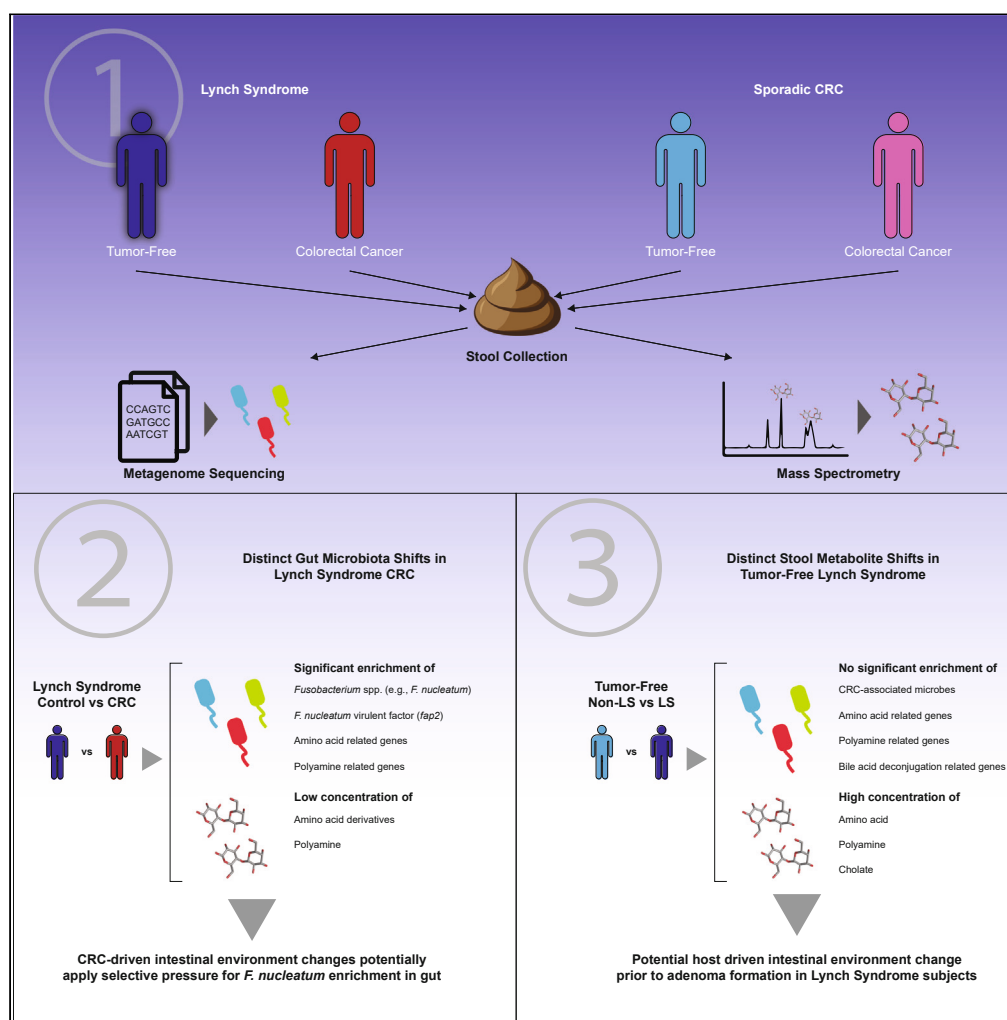 1
Lynch Syndrome
Sporadic CRC
Tumor-Free
Colorectal Cancer
Tumor-Free
Colorectal Cancer
Stool Collection
CCAGTC
GATGCC
AATCGT
Metagenome Sequencing
Mass Spectrometry
2
Distinct Gut Microbiota Shifts in
Lynch Syndrome CRC
Lynch Syndrome
Control vs CRC
vs
Significant enrichment of
Fusobacterium spp. (e.g., F. nucleatum)
F. nucleatum virulent factor (fap2)
Amino acid related genes
Polyamine related genes
Low concentration of
Amino acid derivatives
Polyamine
CRC-driven intestinal environment changes potentially
apply selective pressure for F. nucleatum enrichment in gut
3
Distinct Stool Metabolite Shifts in
Tumor-Free Lynch Syndrome
Tumor-Free
Non-LS vs LS
vs
No significant enrichment of
CRC-associated microbes
Amino acid related genes
Polyamine related genes
Bile acid deconjugation related genes
High concentration of
Amino acid
Polyamine
Cholate
Potential host driven intestinal environment change
prior to adenoma formation in Lynch Syndrome subjects